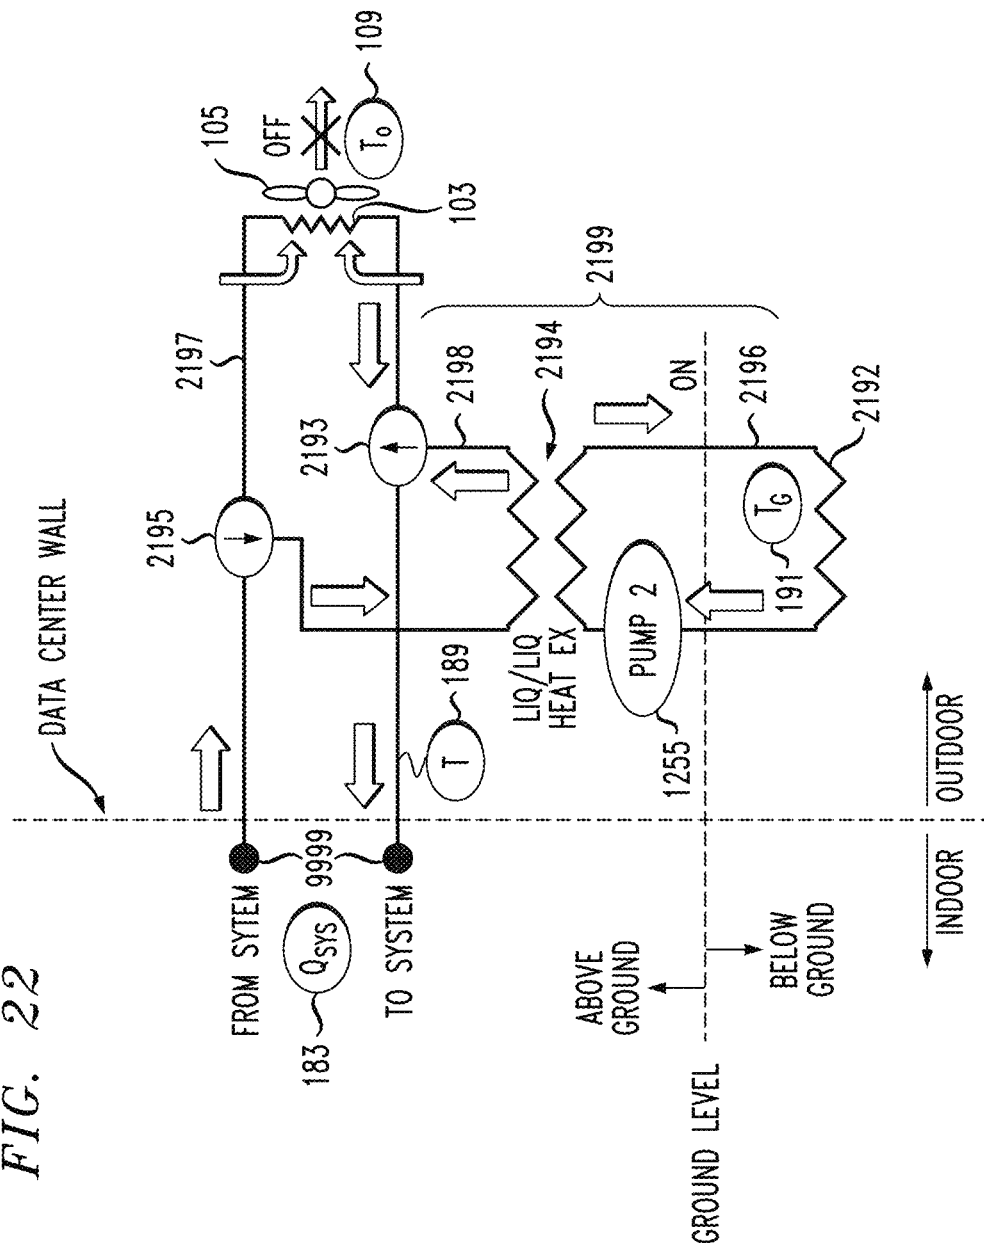 FIG. 22
DATA CENTER WALL
109
105
OFF
T0
103
2197
2195
2193
2198
2199
2194
ON
2196
2192
TG
191
LIQ/LIQ
HEAT EX
PUMP 2
1255
189
T
FROM SYTEM
9999
QSYS
183
TO SYSTEM
ABOVE
GROUND
BELOW
GROUND
GROUND LEVEL
INDOOR
OUTDOOR